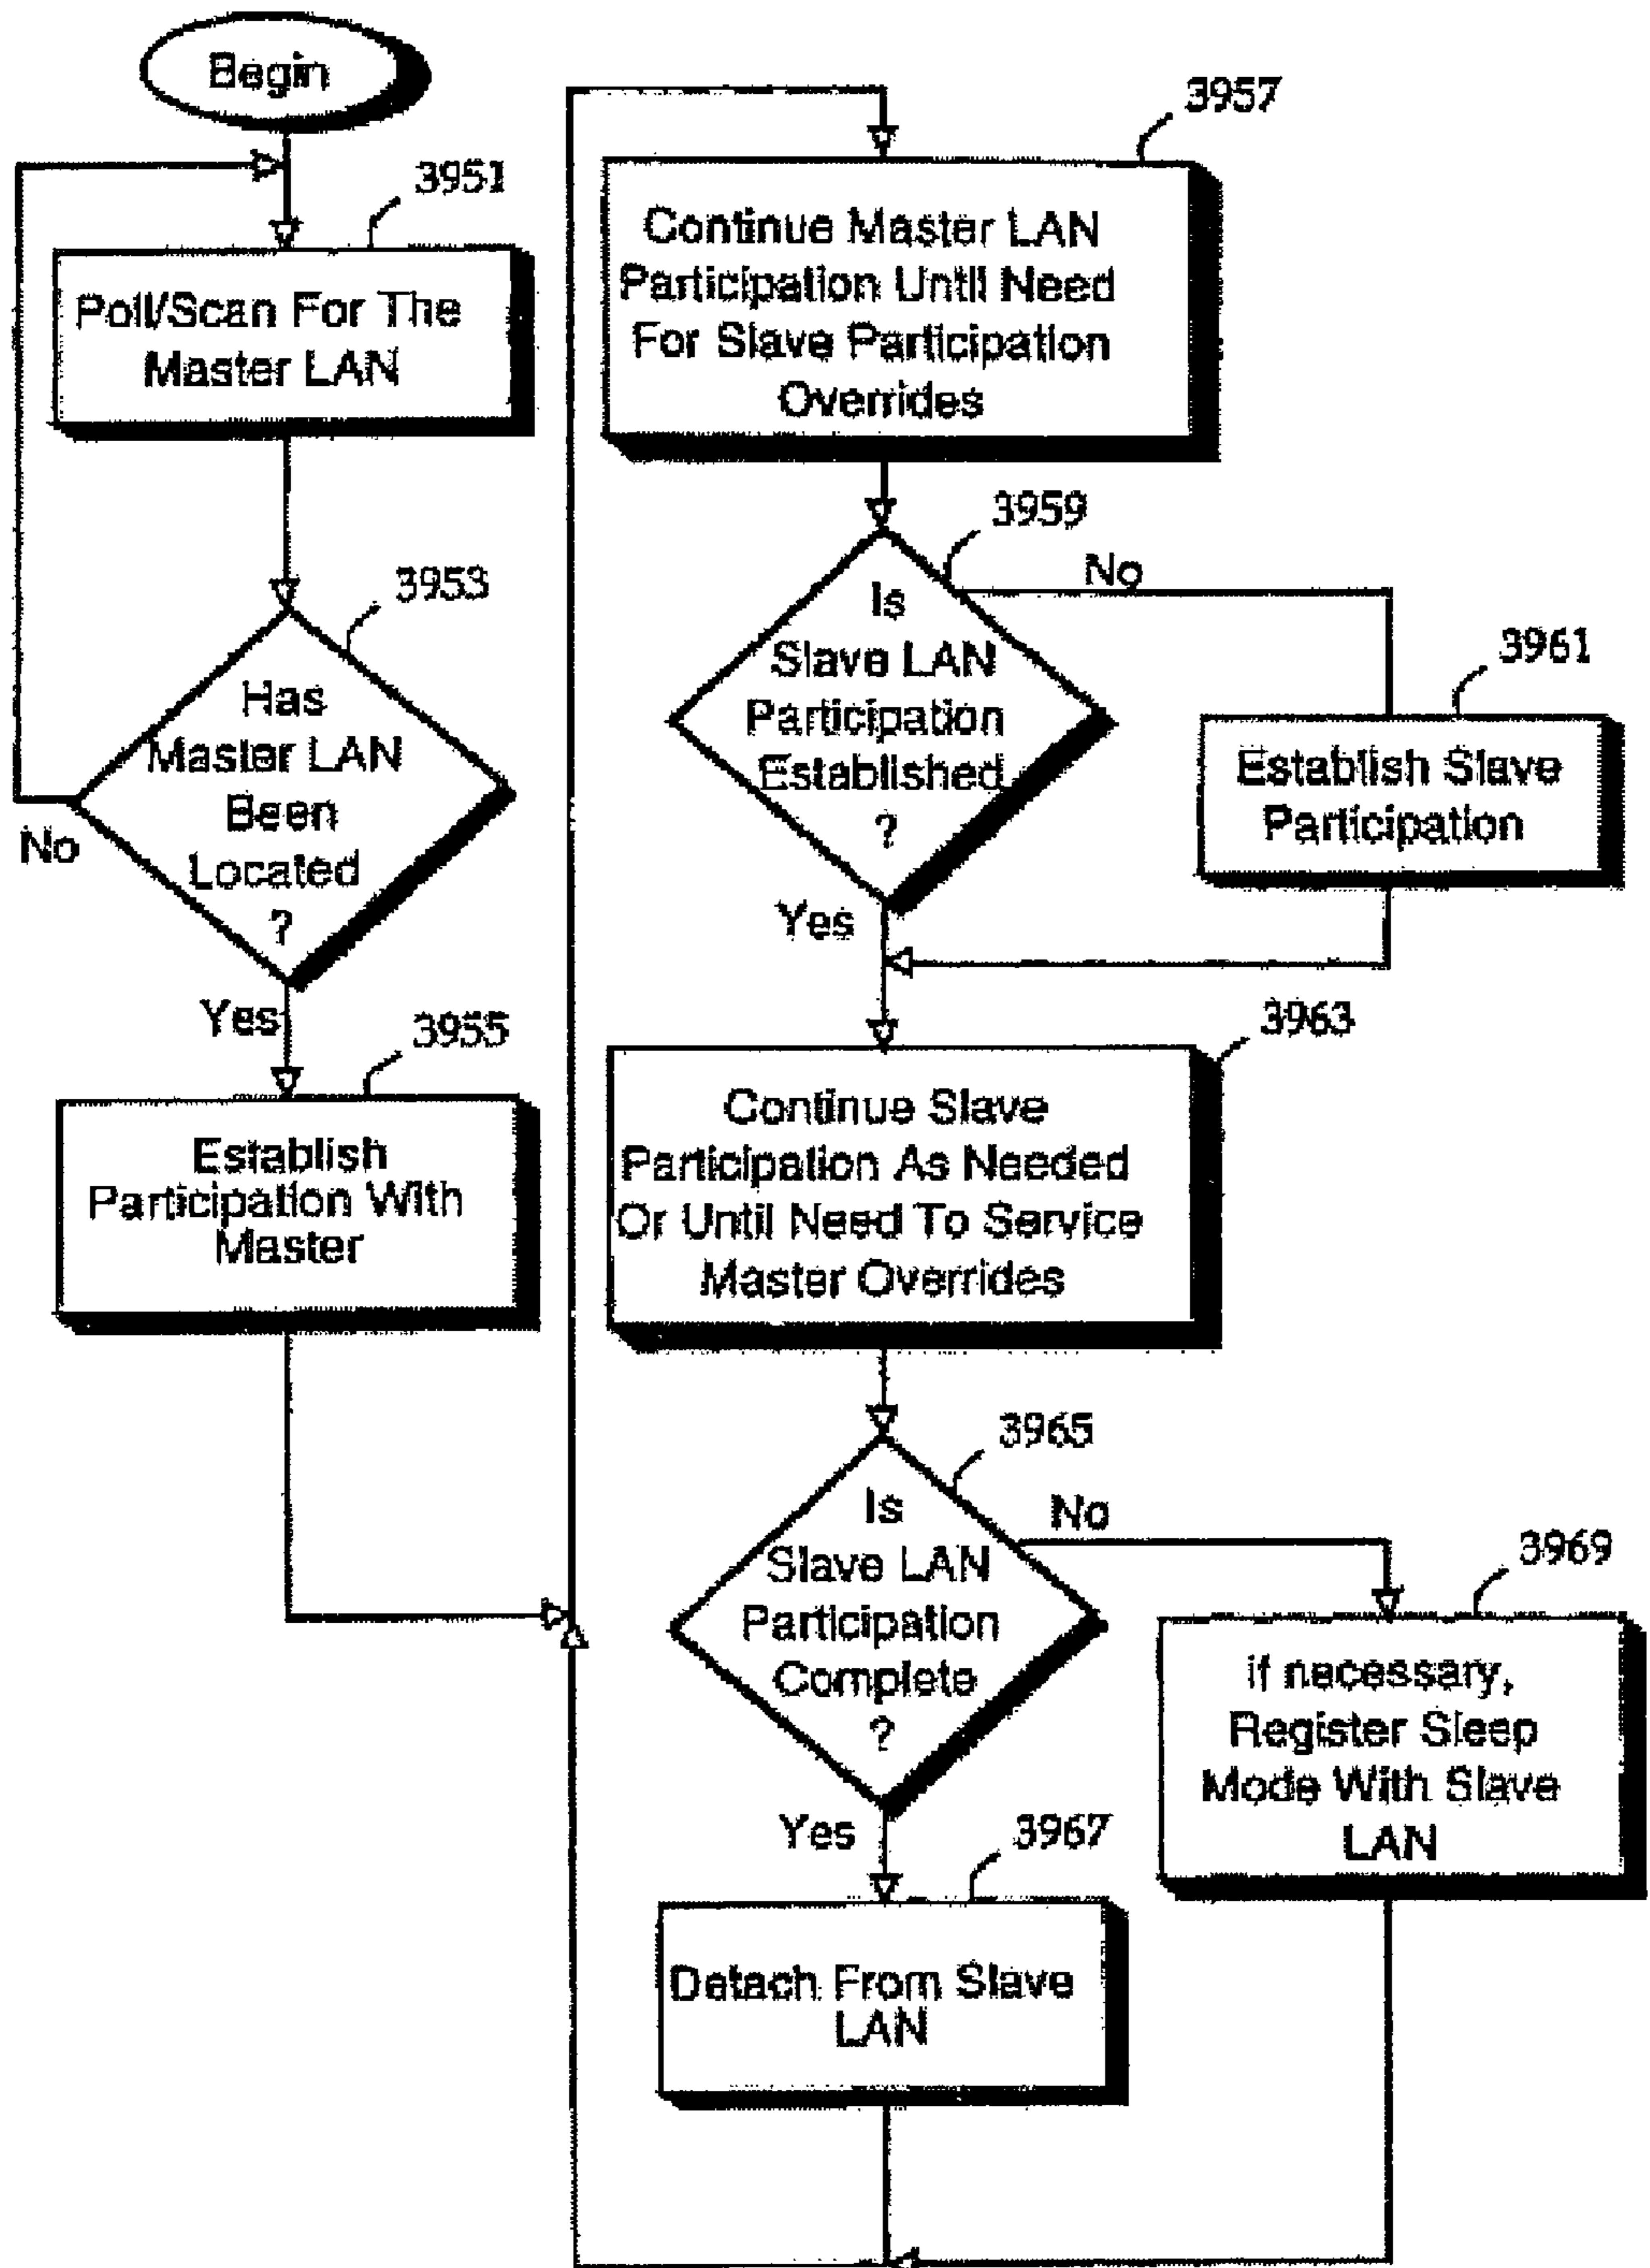 Begin
3951
Poll/Scan For The
Master LAN
3953
Has
Master LAN
Been
Located
?
No
Yes
3955
Establish
Participation With
Master
3957
Continue Master LAN
Participation Until Need
For Slave Participation
Overrides
3959
Is
Slave LAN
Participation
Established
?
No
Yes
3961
Establish Slave
Participation
3963
Continue Slave
Participation As Needed
Or Until Need To Service
Master Overrides
3965
Is
Slave LAN
Participation
Complete
?
No
Yes
3969
if necessary,
Register Sleep
Mode With Slave
LAN
3967
Detach From Slave
LAN